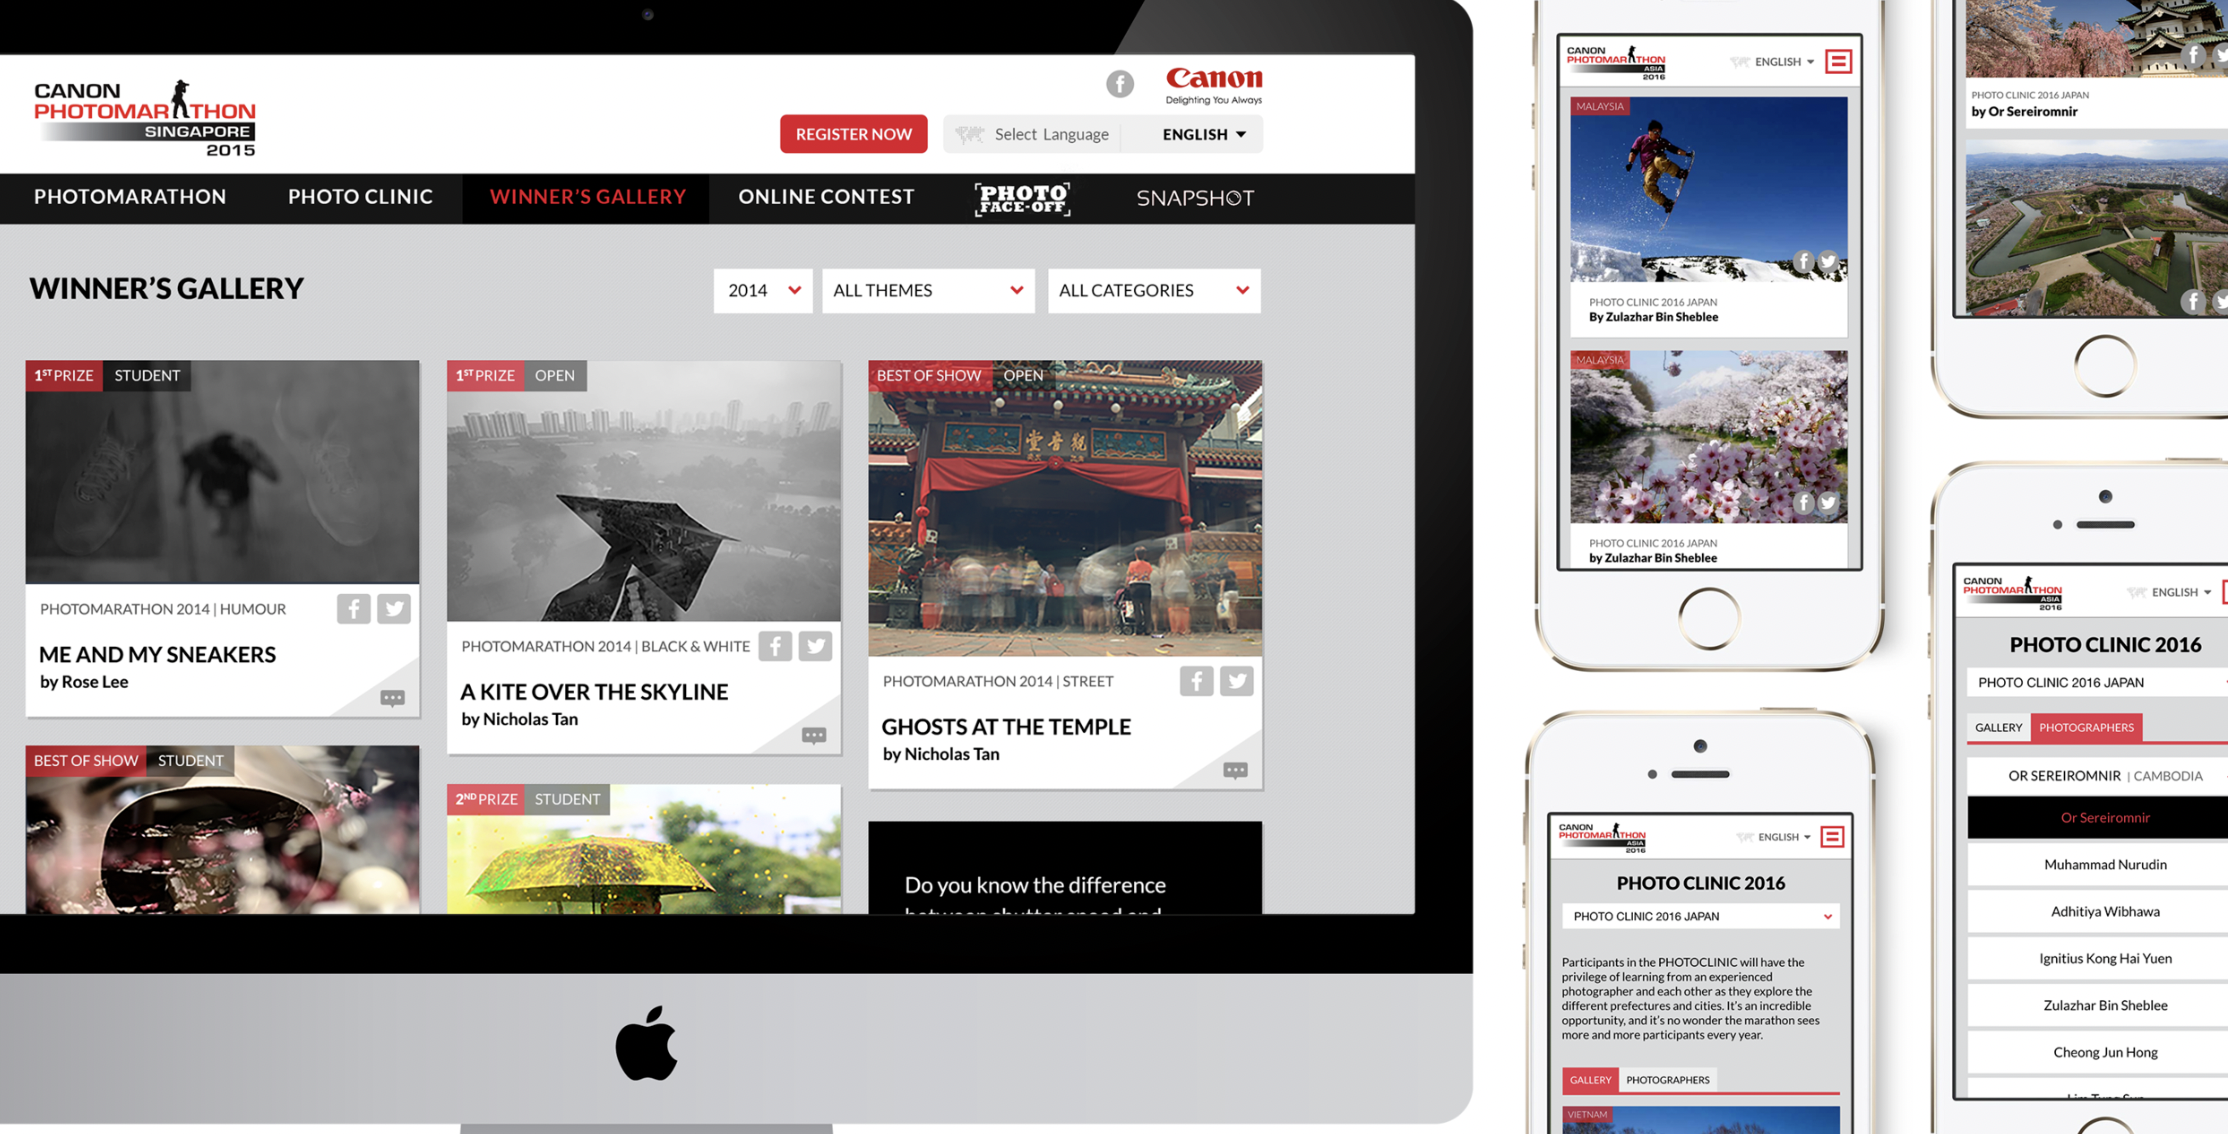 CANON
PHOTOMARATHON
SINGAPORE
2015
Canon
Delighting You Always
REGISTER NOW
Select Language
ENGLISH
PHOTOMARATHON
PHOTO CLINIC
WINNER'S GALLERY
ONLINE CONTEST
PHOTO
FACE-OFF
SNAPSHOT
WINNER'S GALLERY
2014
ALL THEMES
ALL CATEGORIES
1ST PRIZE STUDENT
PHOTOMARATHON 2014 | HUMOUR
ME AND MY SNEAKERS
by Rose Lee
1ST PRIZE OPEN
PHOTOMARATHON 2014 | BLACK & WHITE
A KITE OVER THE SKYLINE
by Nicholas Tan
BEST OF SHOW OPEN
堂音觀
PHOTOMARATHON 2014 | STREET
GHOSTS AT THE TEMPLE
by Nicholas Tan
BEST OF SHOW STUDENT
2ND PRIZE STUDENT
Do you know the difference
between shutter speed and
CANON
PHOTOMARATHON
ASIA
2016
ENGLISH
MALAYSIA
PHOTO CLINIC 2016 JAPAN
By Zulazhar Bin Sheblee
MALAYSIA
PHOTO CLINIC 2016 JAPAN
by Zulazhar Bin Sheblee
PHOTO CLINIC 2016 JAPAN
by Or Sereiromnir
CANON
PHOTOMARATHON
ASIA
2016
ENGLISH
PHOTO CLINIC 2016
PHOTO CLINIC 2016 JAPAN
Participants in the PHOTOCLINIC will have the
privilege of learning from an experienced
photographer and each other as they explore the
different prefectures and cities. It's an incredible
opportunity, and it's no wonder the marathon sees
more and more participants every year.
GALLERY PHOTOGRAPHERS
VIETNAM
CANON
PHOTOMARATHON
ASIA
2016
ENGLISH
PHOTO CLINIC 2016
PHOTO CLINIC 2016 JAPAN
GALLERY PHOTOGRAPHERS
OR SEREIROMNIR | CAMBODIA
Or Sereiromnir
Muhammad Nurudin
Adhitiya Wibhawa
Ignitius Kong Hai Yuen
Zulazhar Bin Sheblee
Cheong Jun Hong